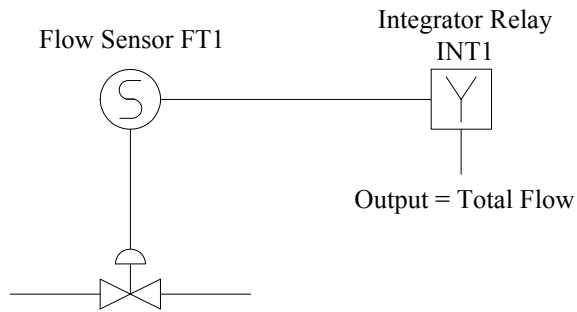 Integrator Relay
INT1
Flow Sensor FT1
S
Y
Output = Total Flow